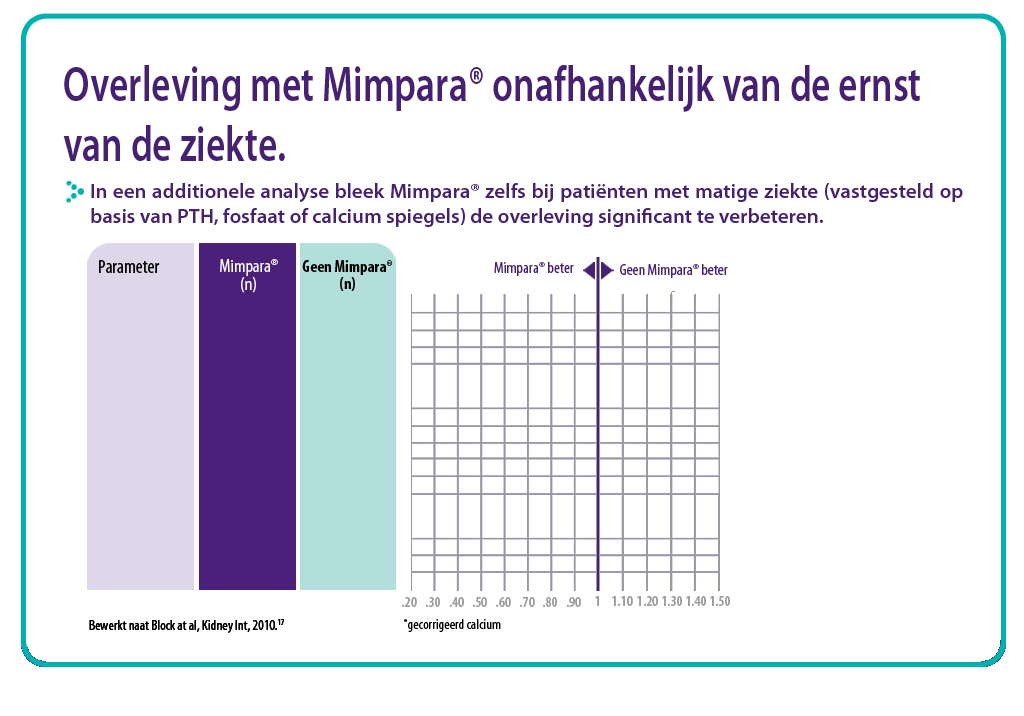 Overleving met Mimpara® onafhankelijk van de ernst
van de ziekte.
In een additionele analyse bleek Mimpara® zelfs bij patiënten met matige ziekte (vastgesteld op
basis van PTH, fosfaat of calcium spiegels) de overleving significant te verbeteren.
Parameter
Mimpara®
(n)
Geen Mimpara®
(n)
Mimpara® beter
Geen Mimpara® beter
.20 .30 .40 .50 .60 .70 .80 .90 1 1.10 1.20 1.30 1.40 1.50
Bewerkt naat Block at al, Kidney Int, 2010.17
*gecorrigeerd calcium